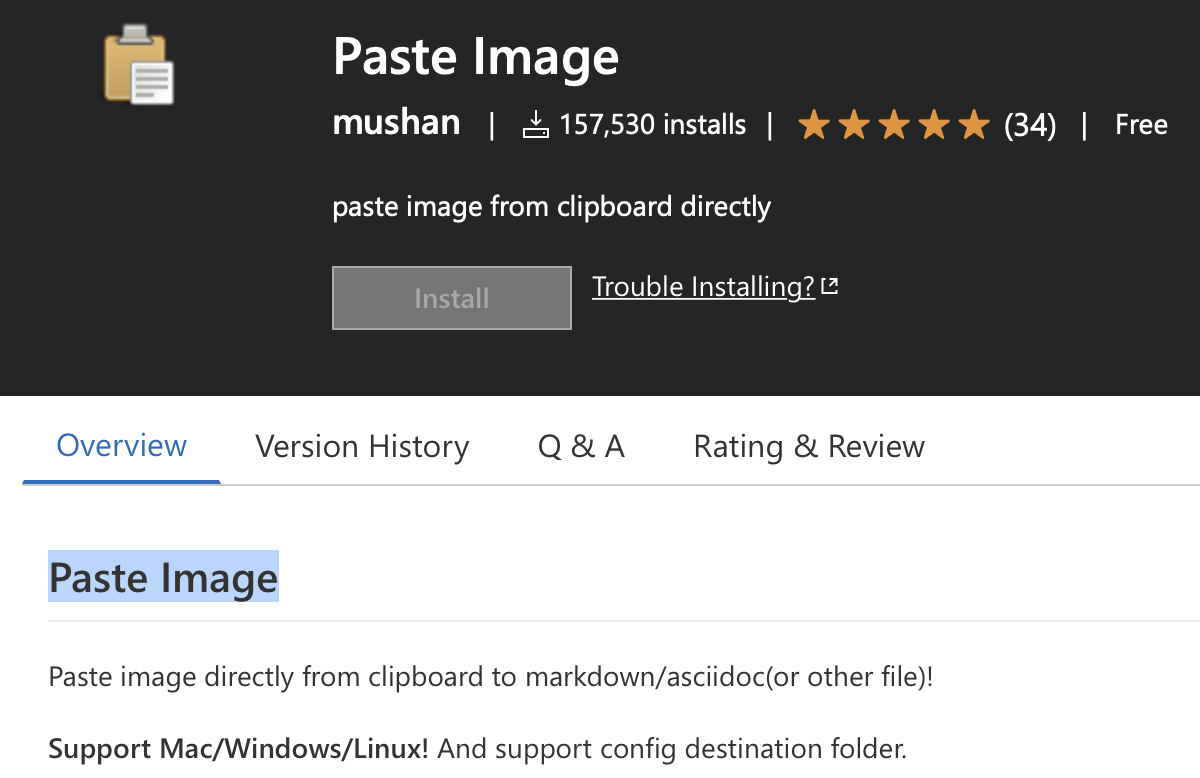 Paste Image
mushan | 157,530 installs | (34) | Free
paste image from clipboard directly
Install Trouble Installing?
Overview Version History Q & A Rating & Review
Paste Image
Paste image directly from clipboard to markdown/asciidoc(or other file)!
Support Mac/Windows/Linux! And support config destination folder.